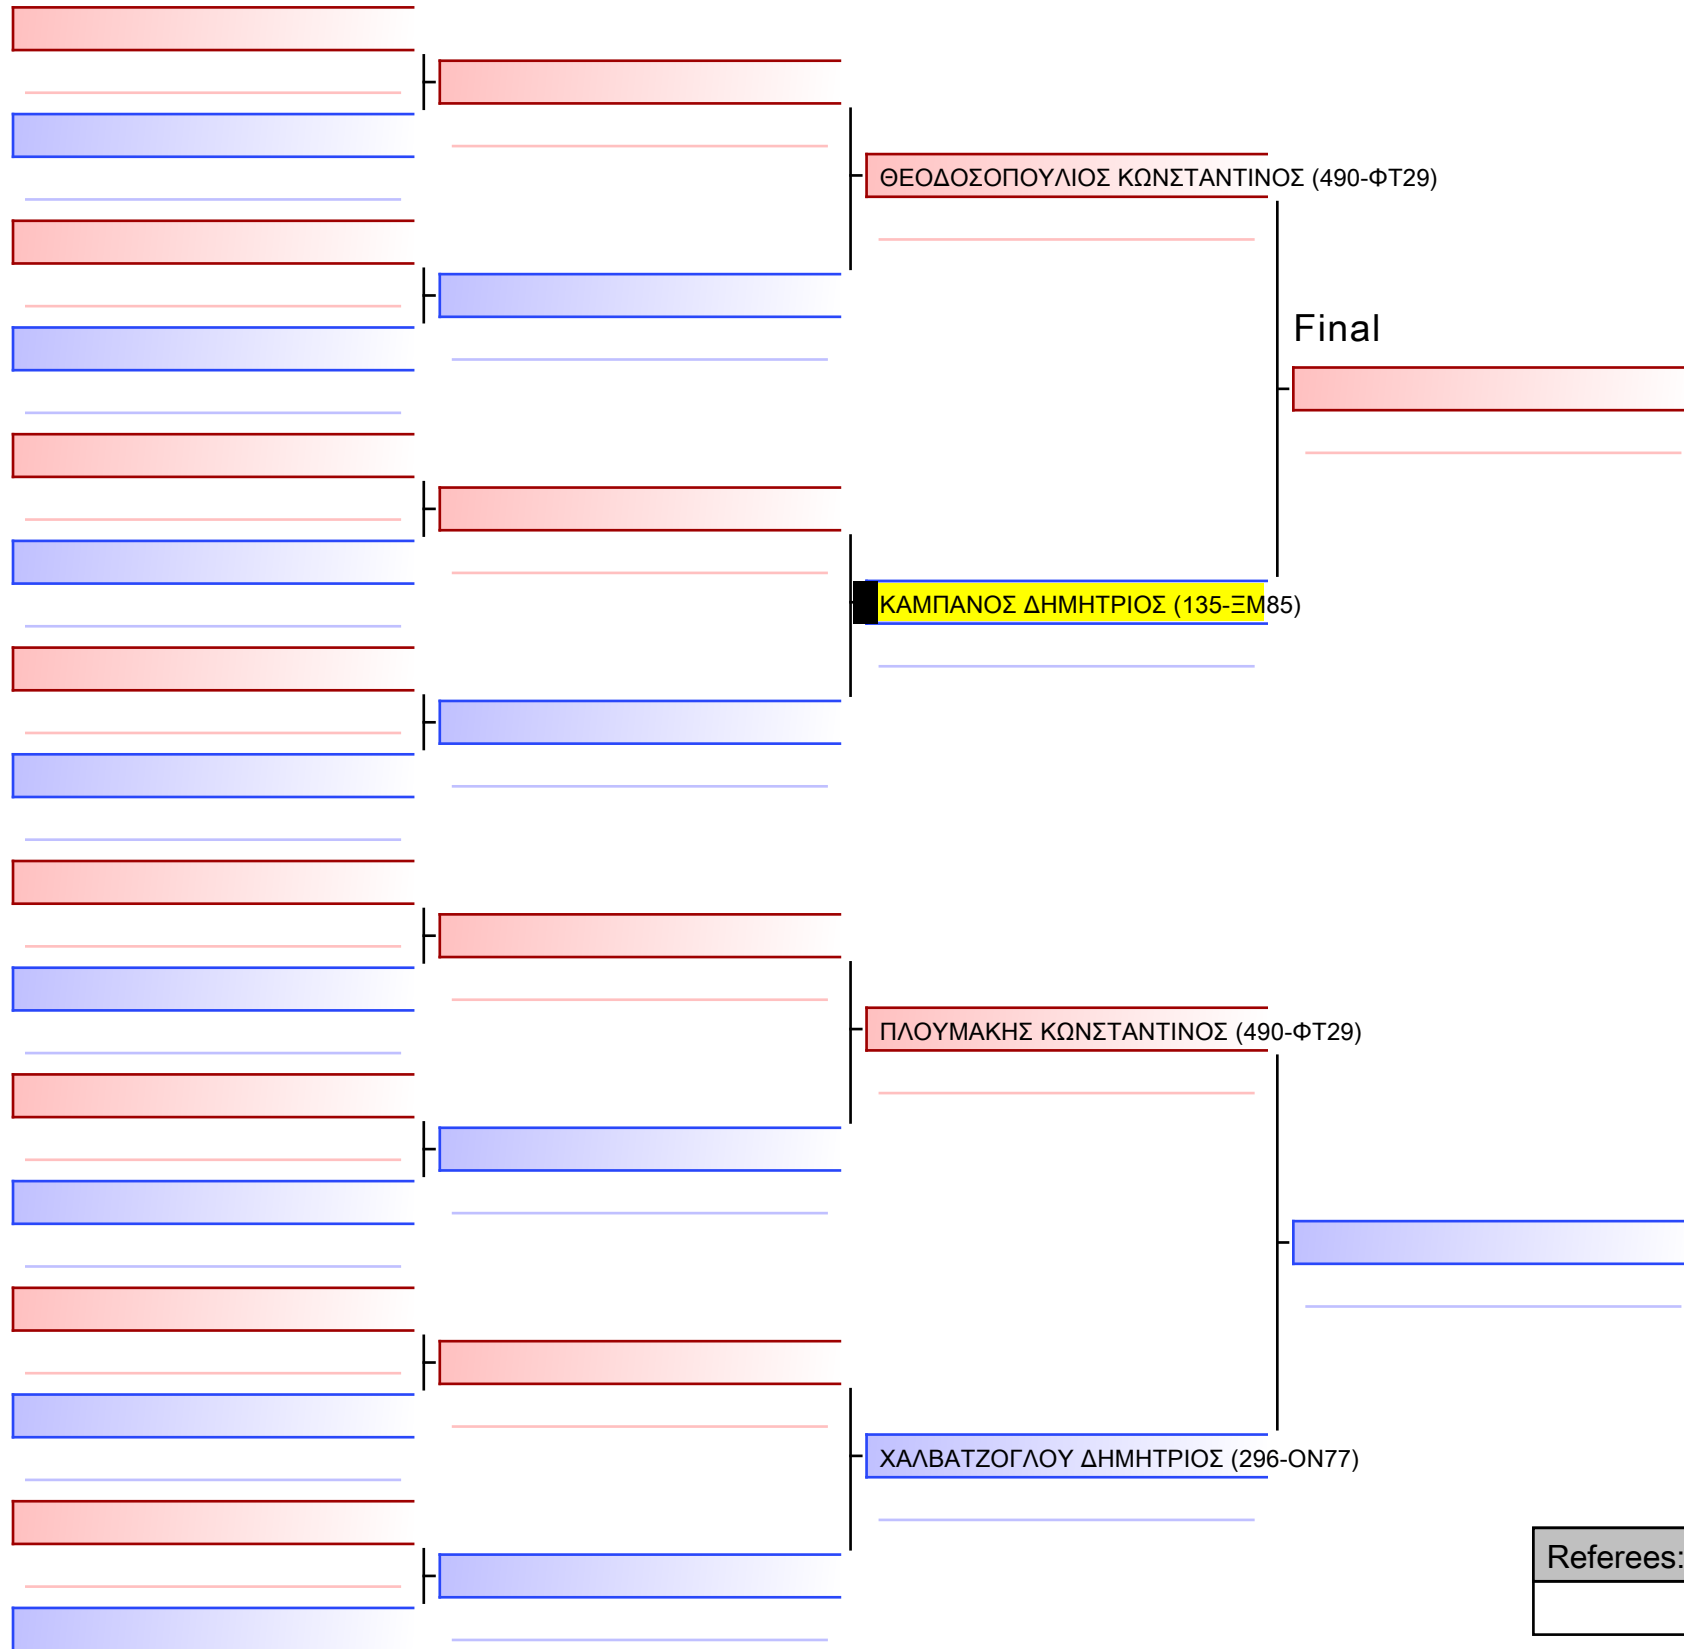 ΘΕΟΔΟΣΟΠΟΥΛΙΟΣ ΚΩΝΣΤΑΝΤΙΝΟΣ (490-ΦΤ29)
Final
ΚΑΜΠΑΝΟΣ ΔΗΜΗΤΡΙΟΣ (135-ΞΜ85)
ΠΛΟΥΜΑΚΗΣ ΚΩΝΣΤΑΝΤΙΝΟΣ (490-ΦΤ29)
ΧΑΛΒΑΤΖΟΓΛΟΥ ΔΗΜΗΤΡΙΟΣ (296-ΟΝ77)
Referees: